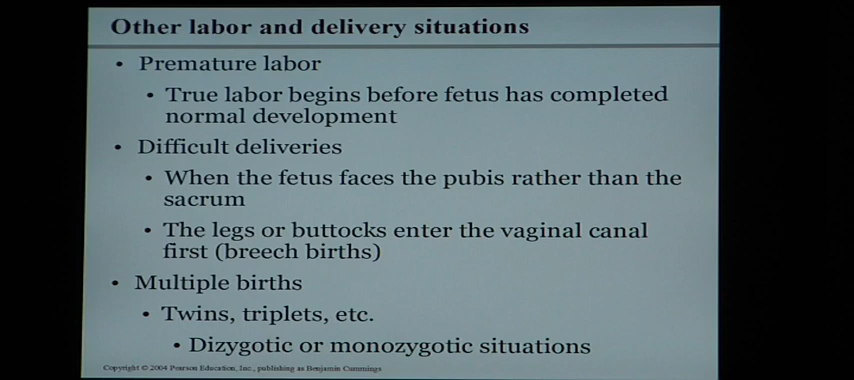 Other labor and delivery situations
• Premature labor
• True labor begins before fetus has completed
normal development
• Difficult deliveries
• When the fetus faces the pubis rather than the
sacrum
• The legs or buttocks enter the vaginal canal
first (breech births)
• Multiple births
• Twins, triplets, etc.
• Dizygotic or monozygotic situations
Copyright © 2004 Pearson Education, Inc., publishing as Benjamin Cummings